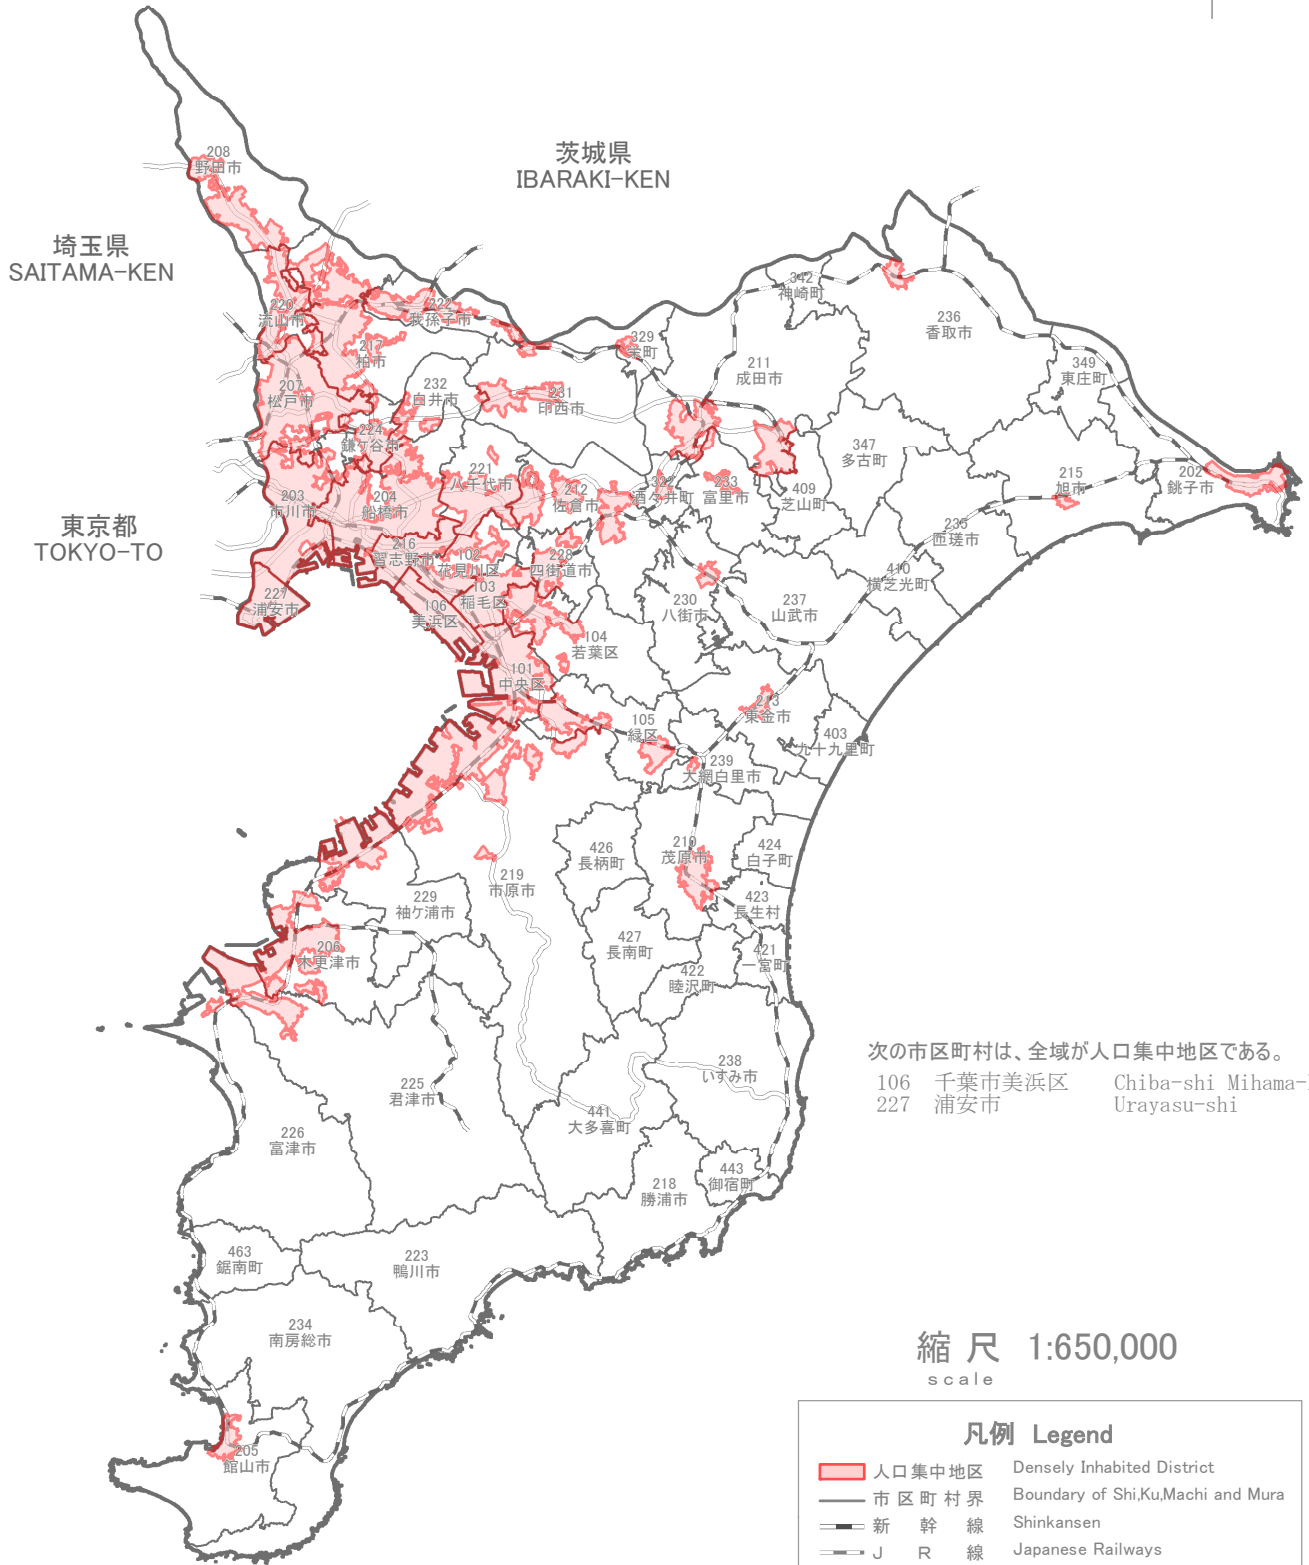 茨城県
IBARAKI-KEN
埼玉県
SAITAMA-KEN
東京都
TOKYO-TO
208
野田市
220
流山市
222
我孫子市
217
柏市
207
松戸市
232
白井市
231
印西市
329
栄町
342
神崎町
211
成田市
236
香取市
349
東庄町
224
鎌ケ谷市
221
八千代市
203
市川市
204
船橋市
212
佐倉市
322
酒々井町
233
富里市
347
多古町
409
芝山町
215
旭市
202
銚子市
235
匝瑳市
216
習志野市
102
花見川区
228
四街道市
103
稲毛区
106
美浜区
227
浦安市
410
横芝光町
230
八街市
237
山武市
104
若葉区
101
中央区
105
緑区
213
東金市
403
九十九里町
239
大網白里市
426
長柄町
210
茂原市
424
白子町
219
市原市
229
袖ケ浦市
423
長生村
427
長南町
206
木更津市
421
一宮町
422
睦沢町
238
いすみ市
225
君津市
441
大多喜町
226
富津市
218
勝浦市
443
御宿町
463
鋸南町
223
鴨川市
234
南房総市
205
館山市
次の市区町村は、全域が人口集中地区である。
106 千葉市美浜区 Chiba-shi Mihama-
227 浦安市 Urayasu-shi
縮 尺 1:650,000
scale
凡例 Legend
人口集中地区 Densely Inhabited District
市 区 町 村 界 Boundary of Shi,Ku,Machi and Mura
新 幹 線 Shinkansen
J R 線 Japanese Railways